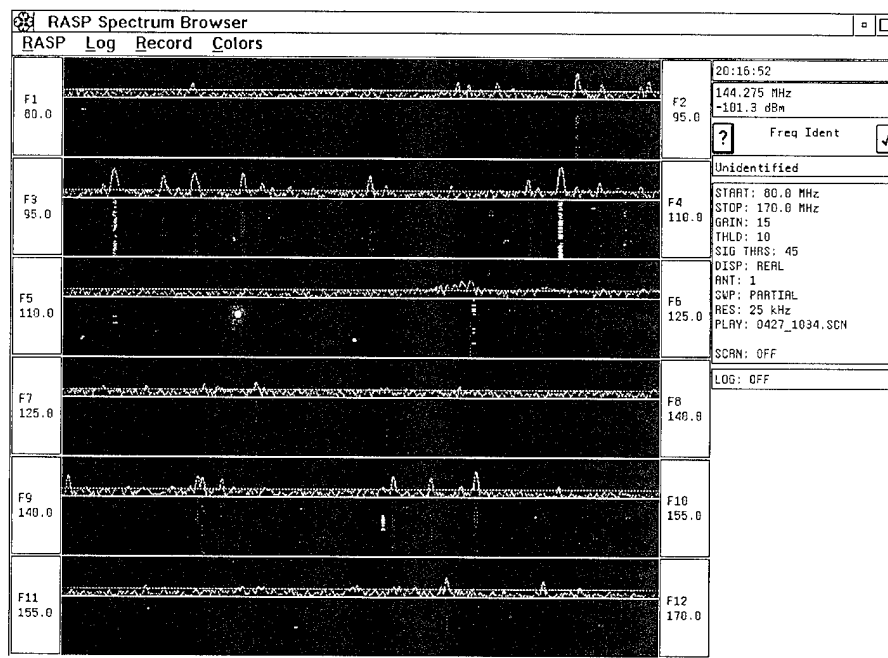 RASP Spectrum Browser
RASP Log Record Colors
F1
80.0
F2
95.0
F3
95.0
F4
110.0
F5
110.0
F6
125.0
F7
125.0
F8
140.0
F9
140.0
F10
155.0
F11
155.0
F12
170.0
20:16:52
144.275 MHz
-101.3 dBm
? Freq Ident √
Unidentified
START: 80.0 MHz
STOP: 170.0 MHz
GAIN: 15
THLD: 10
SIG THRS: 45
DISP: REAL
ANT: 1
SWP: PARTIAL
RES: 25 kHz
PLAY: 0427_1034.SCN
SCAN: OFF
LOG: OFF